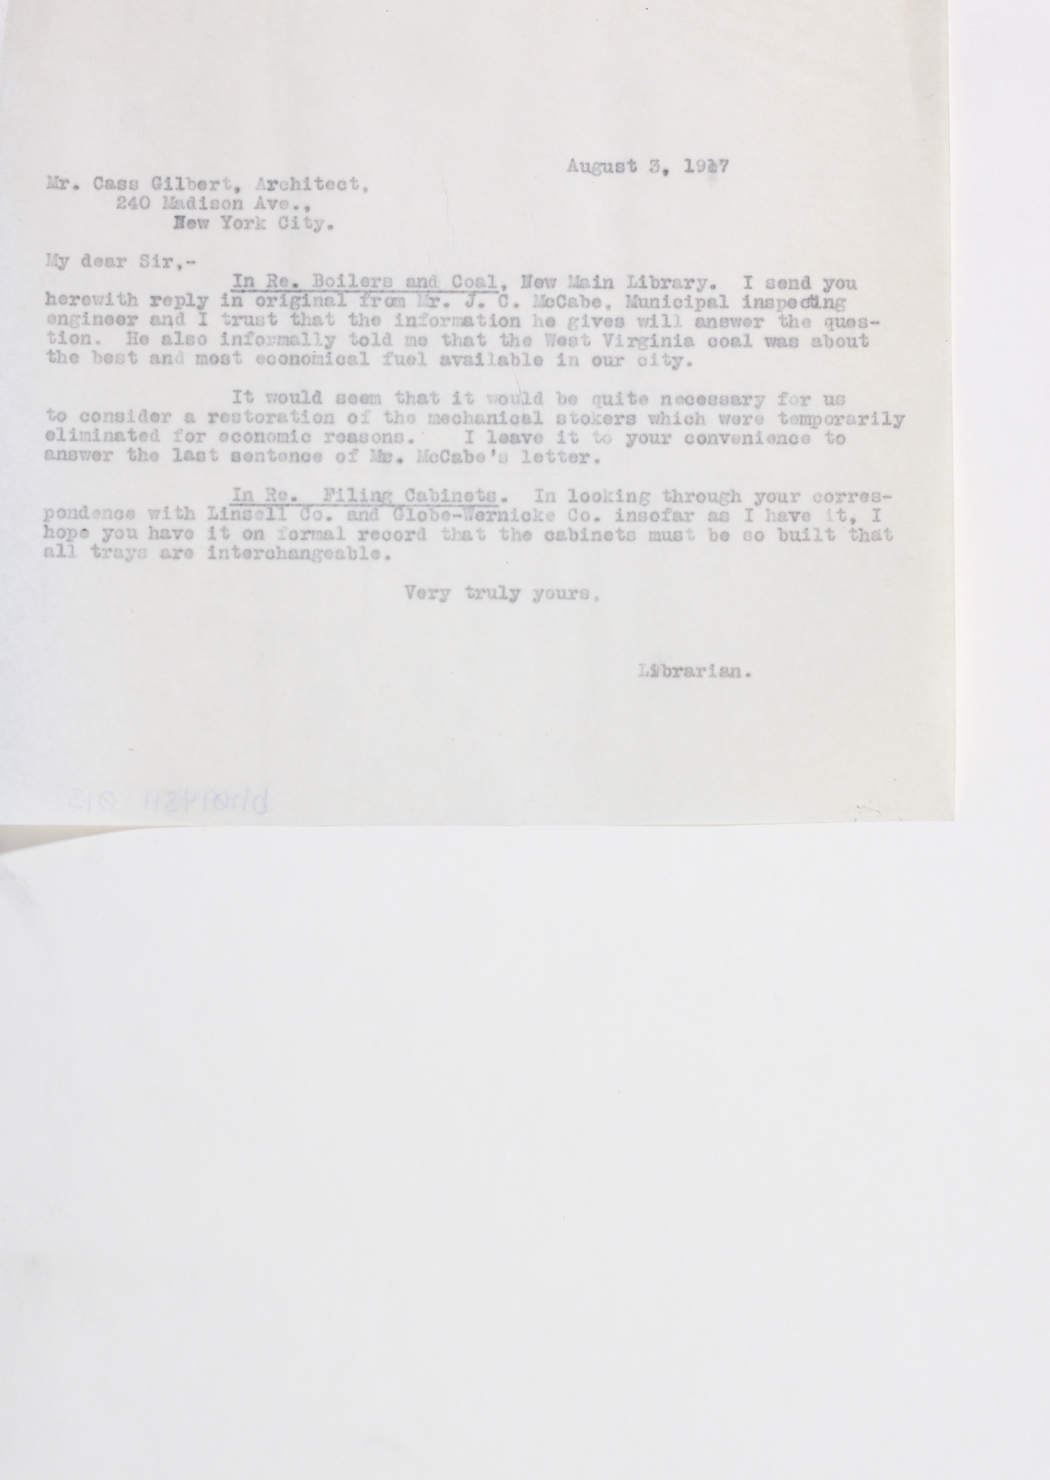 August 3, 1917
Mr. Cass Gilbert, Architect,
240 Madison Ave.,
New York City.
My dear Sir,-
In Re. Boilers and Coal, New Main Library. I send you
herewith reply in original from Mr. J. C. McCabe, Municipal inspecting
engineer and I trust that the information he gives will answer the ques-
tion. He also informally told me that the West Virginia coal was about
the best and most economical fuel available in our city.
It would seem that it would be quite necessary for us
to consider a restoration of the mechanical stokers which were temporarily
eliminated for economic reasons. I leave it to your convenience to
answer the last sentence of Mr. McCabe's letter.
In Re. Filing Cabinets. In looking through your corres-
pondence with Linsell Co. and Globe-Wernicke Co. insofar as I have it, I
hope you have it on formal record that the cabinets must be so built that
all trays are interchangeable.
Very truly yours,
Librarian.